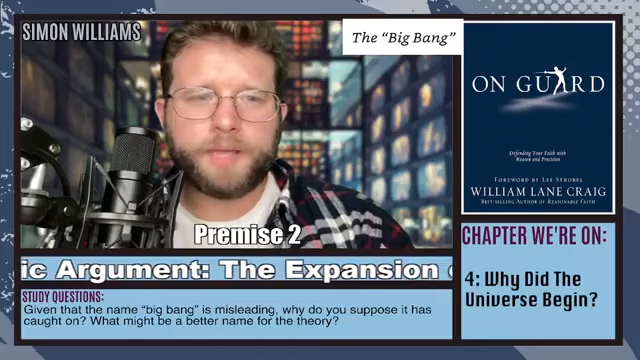 SIMON WILLIAMS
The “Big Bang”
Premise 2
ic Argument: The Expansion o
STUDY QUESTIONS:
Given that the name “big bang” is misleading, why do you suppose it has
caught on? What might be a better name for the theory?
ON GUARD
Defending Your Faith with
Reason and Precision
FOREWORD BY LEE STROBEL
WILLIAM LANE CRAIG
BEST-SELLING AUTHOR OF REASONABLE FAITH
CHAPTER WE'RE ON:
4: Why Did The
Universe Begin?